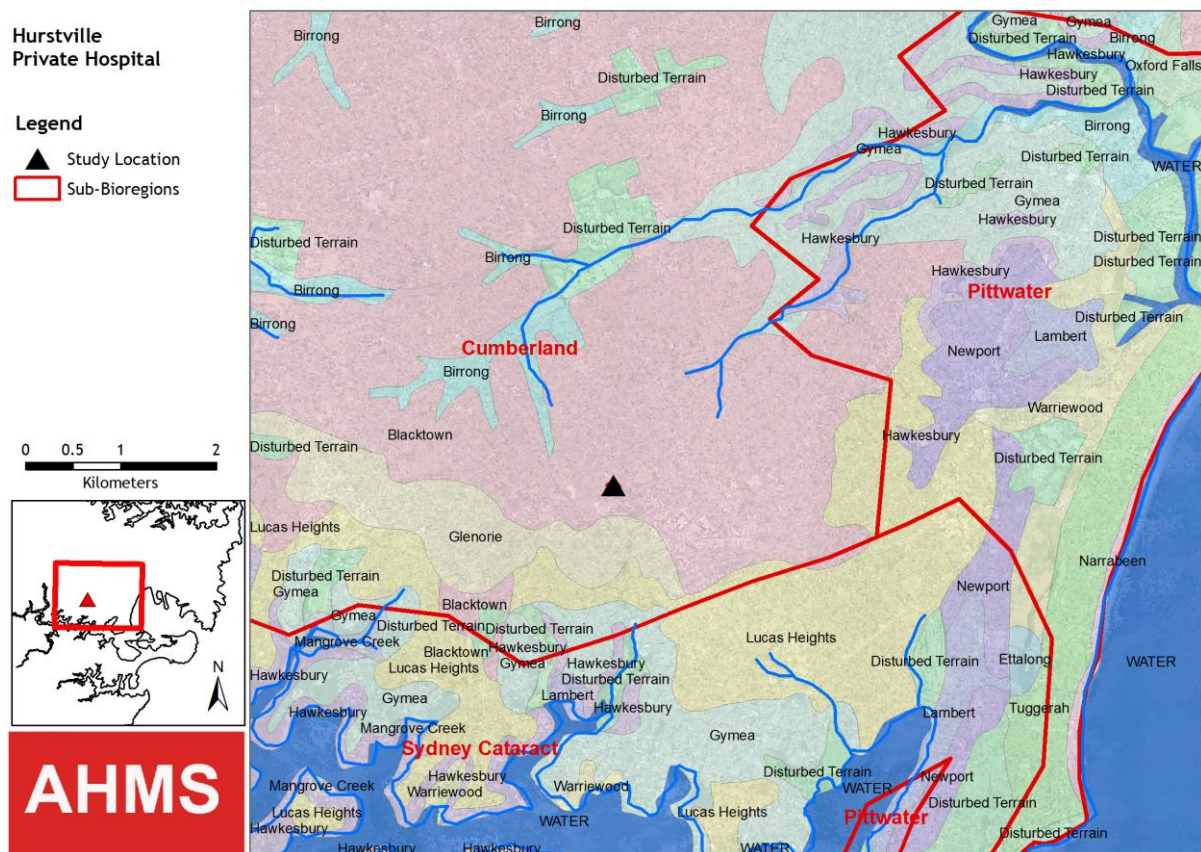 Hurstville
Private Hospital
Legend
Study Location
Sub-Bioregions
0 0.5 1 2
Kilometers
N
AHMS
Birrong
Birrong
Gymea
Gymea
Disturbed Terrain
Birrong
Hawkesbury
Oxford Falls
Disturbed Terrain
Hawkesbury
Disturbed Terrain
Birrong
Hawkesbury
Birrong
Gymea
Disturbed Terrain
WATER
Disturbed Terrain
Gymea
Hawkesbury
Disturbed Terrain
Disturbed Terrain
Hawkesbury
Disturbed Terrain
Disturbed Terrain
Birrong
Hawkesbury
Birrong
Pittwater
Disturbed Terrain
Birrong
Lambert
Cumberland
Newport
Birrong
Warriewood
Blacktown
Hawkesbury
Disturbed Terrain
Disturbed Terrain
Lucas Heights
Glenorie
Narrabeen
Disturbed Terrain
Gymea
Newport
Blacktown
Gymea
Disturbed Terrain
Disturbed Terrain
Mangrove Creek
Hawkesbury
Lucas Heights
Blacktown
Gymea
Hawkesbury
Disturbed Terrain
Ettalong
WATER
Lucas Heights
Hawkesbury
Disturbed Terrain
Gymea
Lambert
Hawkesbury
Tuggerah
Hawkesbury
Lambert
Mangrove Creek
Gymea
Sydney Cataract
Disturbed Terrain
Newport
Hawkesbury
Mangrove Creek
Warriewood
Warriewood
WATER
Disturbed Terrain
Lucas Heights
Lucas Heights
Pittwater
WATER
Hawkesbury
Disturbed Terrain
Hawkesbury
Hawkesbury
WATER